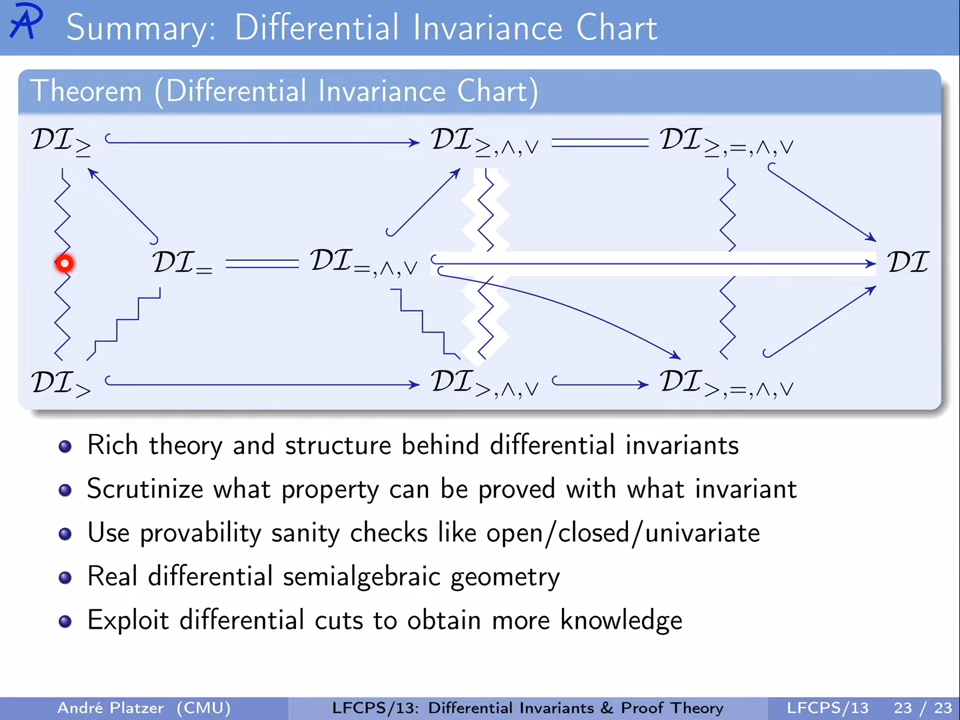 Summary: Differential Invariance Chart
Theorem (Differential Invariance Chart)
𝒟ℐ≥ 𝒟ℐ≥,∧,∨ 𝒟ℐ≥,=,∧,∨
𝒟ℐ= 𝒟ℐ=,∧,∨ 𝒟ℐ
𝒟ℐ> 𝒟ℐ>,∧,∨ 𝒟ℐ>,=,∧,∨
Rich theory and structure behind differential invariants
Scrutinize what property can be proved with what invariant
Use provability sanity checks like open/closed/univariate
Real differential semialgebraic geometry
Exploit differential cuts to obtain more knowledge
André Platzer (CMU) LFCPS/13: Differential Invariants & Proof Theory LFCPS/13 23 / 23